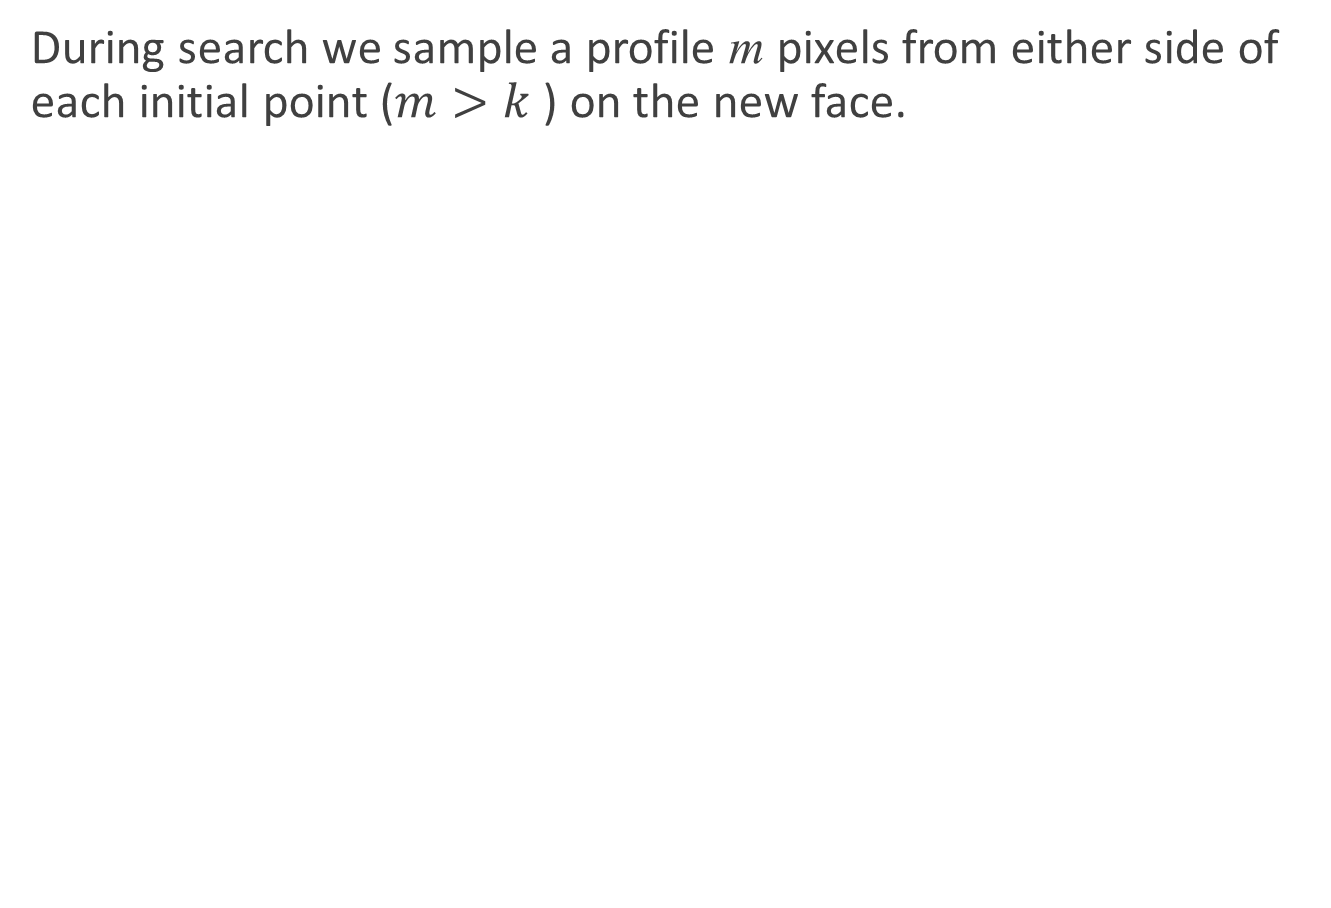 During search we sample a profile m pixels from either side of
each initial point (m > k ) on the new face.